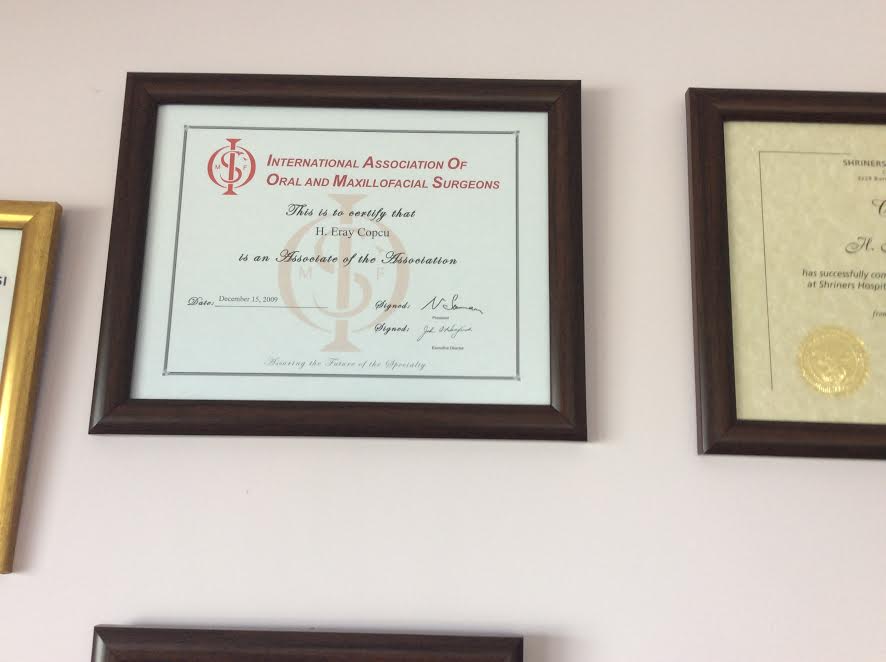 INTERNATIONAL ASSOCIATION OF
ORAL AND MAXILLOFACIAL SURGEONS
This is to certify that
H. Eray Copcu
is an Associate of the Association
M F
Date: December 15, 2009
Signed:
President
Signed:
Executive Director
Assuring the Future of the Specialty
SI
SHRINERS
H.
has successfully com
at Shriners Hospit
from